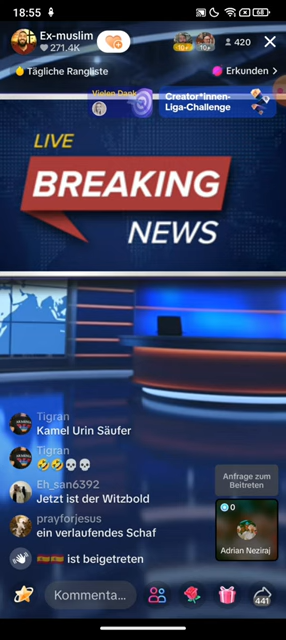 18:55
68
Ex-muslim
271.4K
10
10
420
Tägliche Rangliste
Erkunden >
Vielen Dank
Creator*innen-
Liga-Challenge
LIVE
BREAKING
NEWS
Tigran
Kamel Urin Säufer
Tigran
🤣🤣💀💀
Eh_san6392
Jetzt ist der Witzbold
prayforjesus
ein verlaufendes Schaf
ist beigetreten
Anfrage zum
Beitreten
0
Adrian Neziraj
Kommenta...
441